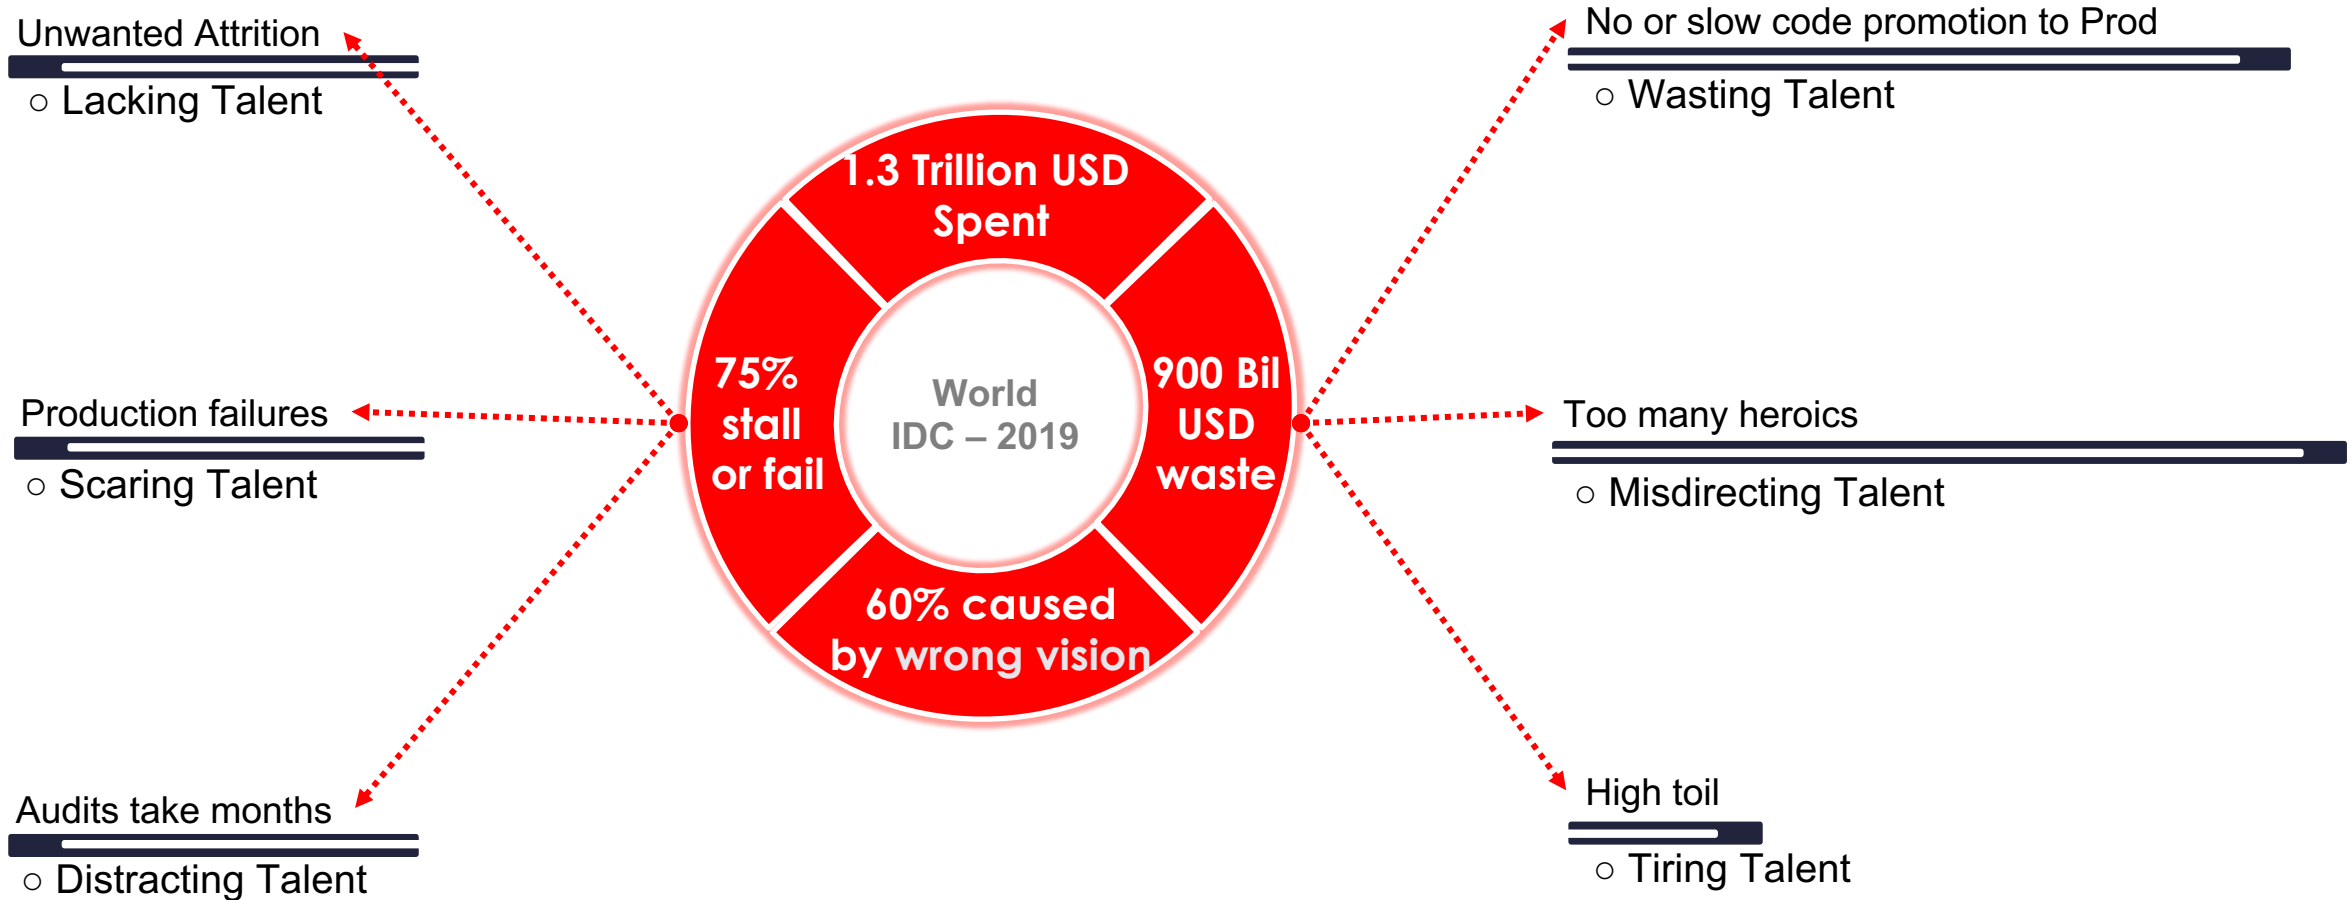 Unwanted Attrition
○ Lacking Talent
Production failures
○ Scaring Talent
Audits take months
○ Distracting Talent
1.3 Trillion USD
Spent
75%
stall
or fail
World
IDC – 2019
900 Bil
USD
waste
60% caused
by wrong vision
No or slow code promotion to Prod
○ Wasting Talent
Too many heroics
○ Misdirecting Talent
High toil
○ Tiring Talent